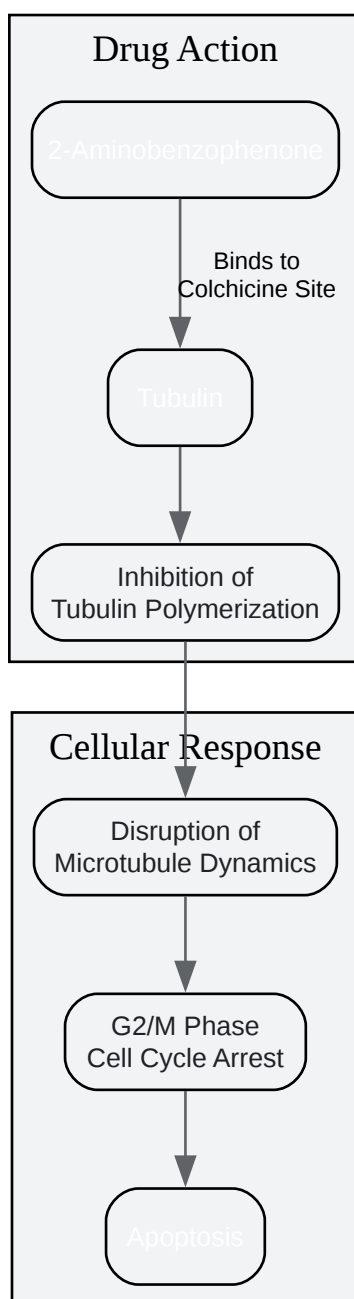 Drug Action
2-Aminobenzophenone
Binds to
Colchicine Site
Tubulin
Inhibition of
Tubulin Polymerization
Cellular Response
Disruption of
Microtubule Dynamics
G2/M Phase
Cell Cycle Arrest
Apoptosis